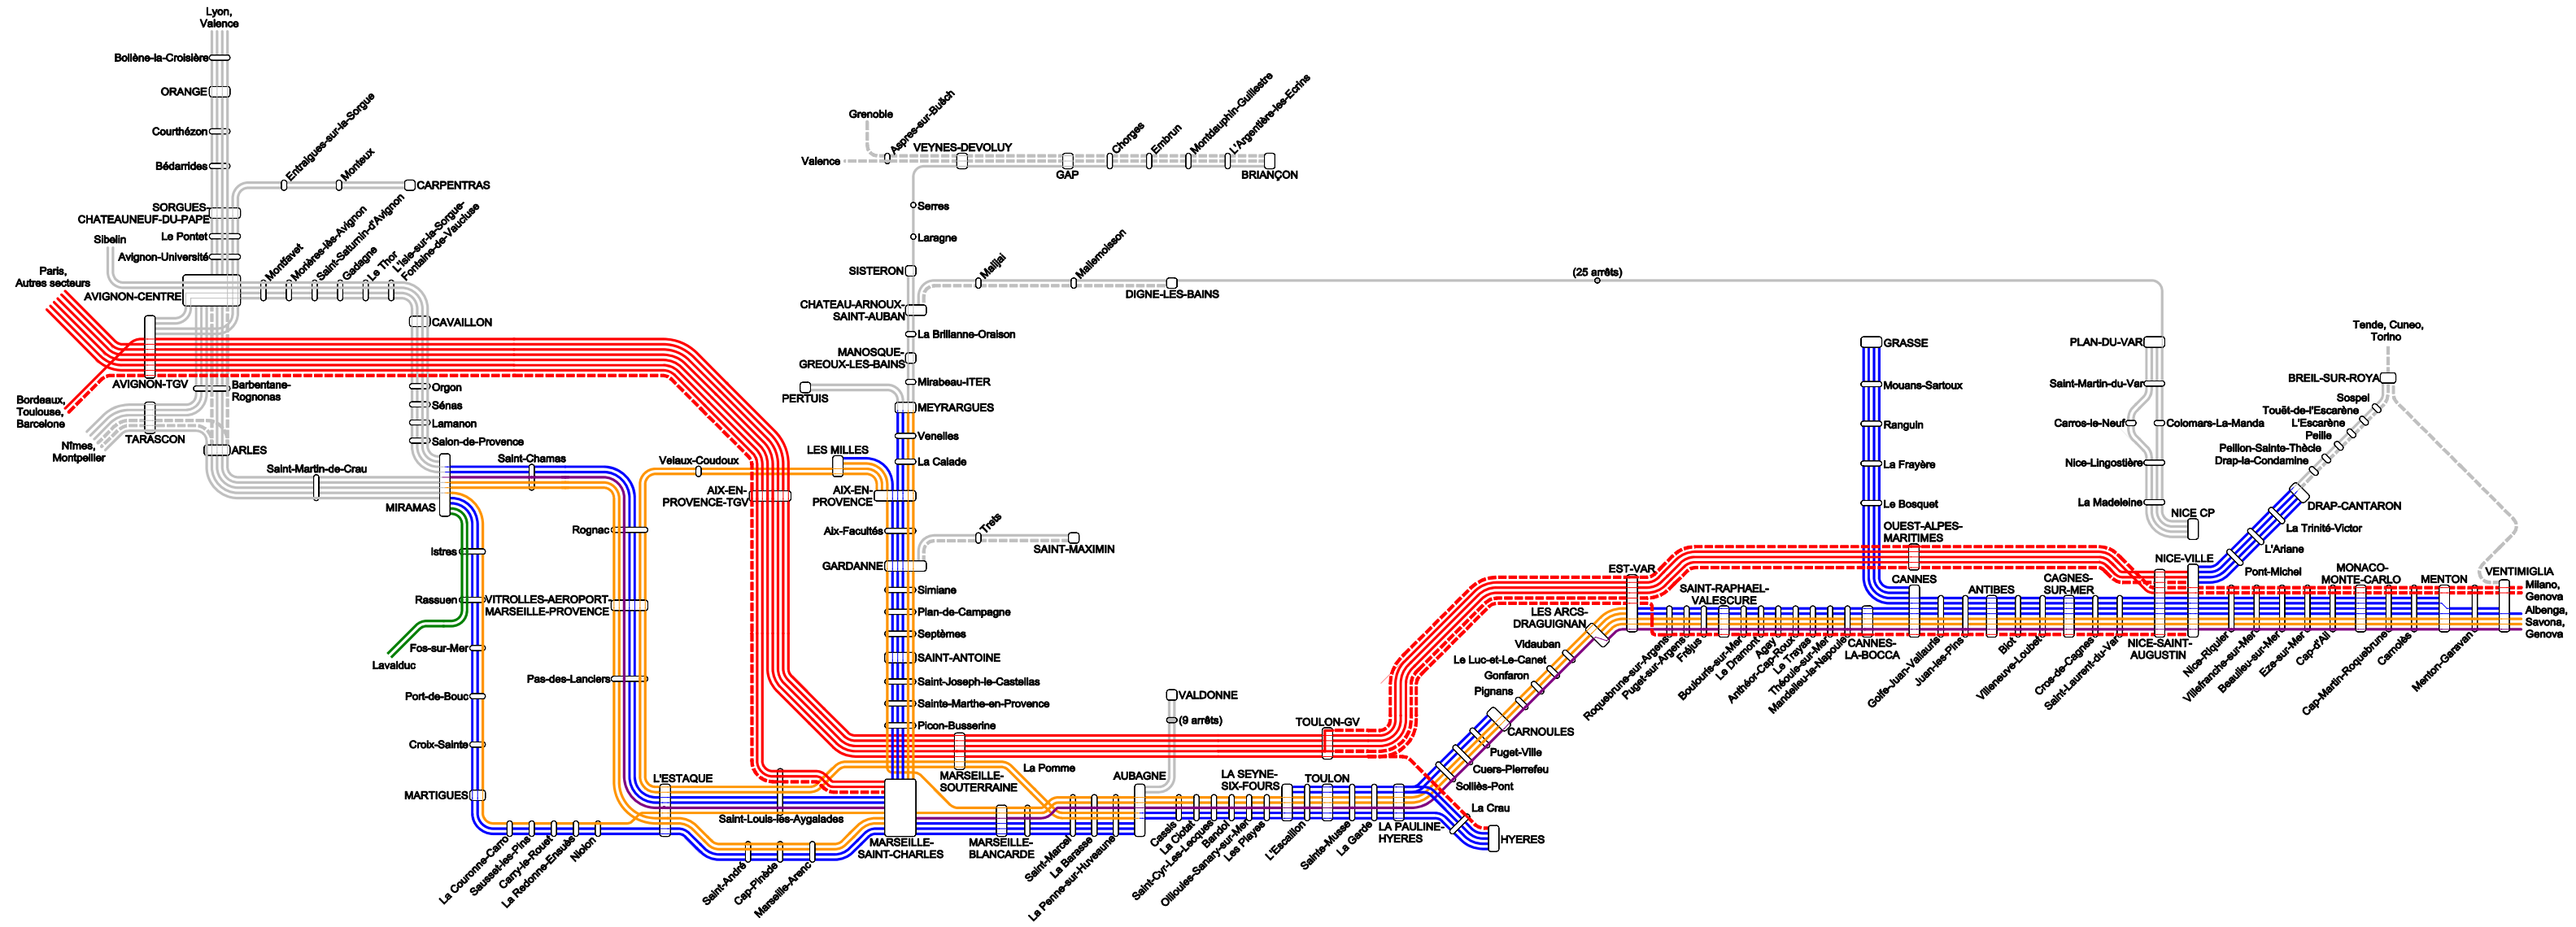 Lyon,
Valence
Bollène-la-Croisière
ORANGE
Courthézon
Bédarrides
Entraigues-sur-la-Sorgue
Monteux
CARPENTRAS
SORGUES-
CHATEAUNEUF-DU-PAPE
Le Pontet
Avignon-Université
Sibelin
AVIGNON-CENTRE
Montfavet
Morières-lès-Avignon
Saint-Saturnin-d'Avignon
Gadagne
Le Thor
L'Isle-sur-la-Sorgue-
Fontaine-de-Vaucluse
Paris,
Autres secteurs
CAVAILLON
AVIGNON-TGV
Barbentane-
Rognonas
Bordeaux,
Toulouse,
Barcelone
Nîmes,
Montpellier
TARASCON
ARLES
Orgon
Sénas
Lamanon
Salon-de-Provence
Saint-Martin-de-Crau
MIRAMAS
Saint-Chamas
Istres
Rassuen
Lavalduc
Fos-sur-Mer
Port-de-Bouc
Croix-Sainte
MARTIGUES
La Couronne-Carro
Sausset-les-Pins
Carry-le-Rouet
La Redonne-Ensuès
Niolon
Velaux-Coudoux
LES MILLES
Rognac
VITROLLES-AEROPORT-
MARSEILLE-PROVENCE
Pas-des-Lanciers
L'ESTAQUE
Saint-Louis-les-Aygalades
Saint-André
Cap-Pinède
Marseille-Arenc
AIX-EN-
PROVENCE-TGV
AIX-EN-
PROVENCE
Grenoble
Valence
Aspres-sur-Buëch
VEYNES-DEVOLUY
GAP
Chorges
Embrun
Montdauphin-Guillestre
L'Argentière-les-Ecrins
BRIANÇON
Serres
Laragne
SISTERON
CHATEAU-ARNOUX-
SAINT-AUBAN
Malijai
Mallemoisson
DIGNE-LES-BAINS
(25 arrêts)
La Brillanne-Oraison
MANOSQUE-
GREOUX-LES-BAINS
Mirabeau-ITER
PERTUIS
MEYRARGUES
Venelles
La Calade
Aix-Facultés
GARDANNE
Trets
SAINT-MAXIMIN
Simiane
Plan-de-Campagne
Septèmes
SAINT-ANTOINE
Saint-Joseph-le-Castellas
Sainte-Marthe-en-Provence
Picon-Busserine
MARSEILLE-
SAINT-CHARLES
MARSEILLE-
SOUTERRAINE
MARSEILLE-
BLANCARDE
La Pomme
Saint-Marcel
La Barasse
La Penne-sur-Huveaune
AUBAGNE
VALDONNE
(9 arrêts)
Cassis
La Ciotat
Saint-Cyr-Les-Lecques
Bandol
Ollioules-Sanary-sur-Mer
Les Playes
LA SEYNE-
SIX-FOURS
TOULON-GV
TOULON
L'Escaillon
Sainte-Musse
La Garde
LA PAULINE-
HYERES
La Crau
HYERES
Solliès-Pont
Cuers-Pierrefeu
Puget-Ville
CARNOULES
Pignans
Gonfaron
Le Luc-et-Le-Canet
Vidauban
LES ARCS-
DRAGUIGNAN
EST-VAR
Roquebrune-sur-Argens
Puget-sur-Argens
Fréjus
SAINT-RAPHAEL-
VALESCURE
Boulouris-sur-Mer
Le Dramont
Agay
Anthéor-Cap-Roux
Le Trayas
Théoule-sur-Mer
Mandelieu-la-Napoule
CANNES-
LA-BOCCA
GRASSE
Mouans-Sartoux
Ranguin
La Frayère
Le Bosquet
OUEST-ALPES-
MARITIMES
CANNES
Golfe-Juan-Vallauris
Juan-les-Pins
ANTIBES
Biot
Villeneuve-Loubet
CAGNES-
SUR-MER
Cros-de-Cagnes
Saint-Laurent-du-Var
NICE-SAINT-
AUGUSTIN
NICE-VILLE
PLAN-DU-VAR
Saint-Martin-du-Var
Carros-le-Neuf
Colomars-La-Manda
Nice-Lingostière
La Madeleine
NICE CP
Tende, Cuneo,
Torino
BREIL-SUR-ROYA
Sospel
Touët-de-l'Escarène
L'Escarène
Peille
Peillon-Sainte-Thècle
Drap-la-Condamine
DRAP-CANTARON
La Trinité-Victor
L'Ariane
Pont-Michel
Nice-Riquier
Villefranche-sur-Mer
Beaulieu-sur-Mer
Eze-sur-Mer
Cap-d'Ail
MONACO-
MONTE-CARLO
Cap-Martin-Roquebrune
Carnolès
MENTON
Menton-Garavan
VENTIMIGLIA
Milano,
Genova
Albenga,
Savona,
Genova